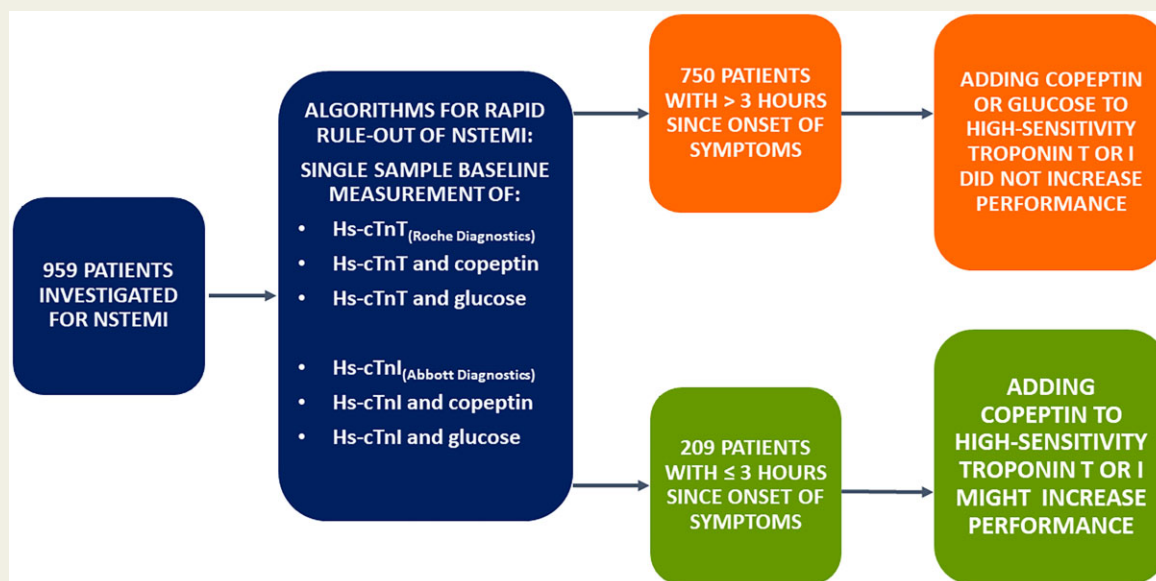 959 PATIENTS
INVESTIGATED
FOR NSTEMI
ALGORITHMS FOR RAPID
RULE-OUT OF NSTEMI:
SINGLE SAMPLE BASELINE
MEASUREMENT OF:
• Hs-cTnT(Roche Diagnostics)
• Hs-cTnT and copeptin
• Hs-cTnT and glucose
• Hs-cTnI(Abbott Diagnostics)
• Hs-cTnI and copeptin
• Hs-cTnI and glucose
750 PATIENTS
WITH > 3 HOURS
SINCE ONSET OF
SYMPTOMS
ADDING COPEPTIN
OR GLUCOSE TO
HIGH-SENSITIVITY
TROPONIN T OR I
DID NOT INCREASE
PERFORMANCE
209 PATIENTS
WITH ≤ 3 HOURS
SINCE ONSET OF
SYMPTOMS
ADDING
COPEPTIN TO
HIGH-SENSITIVITY
TROPONIN T OR I
MIGHT INCREASE
PERFORMANCE